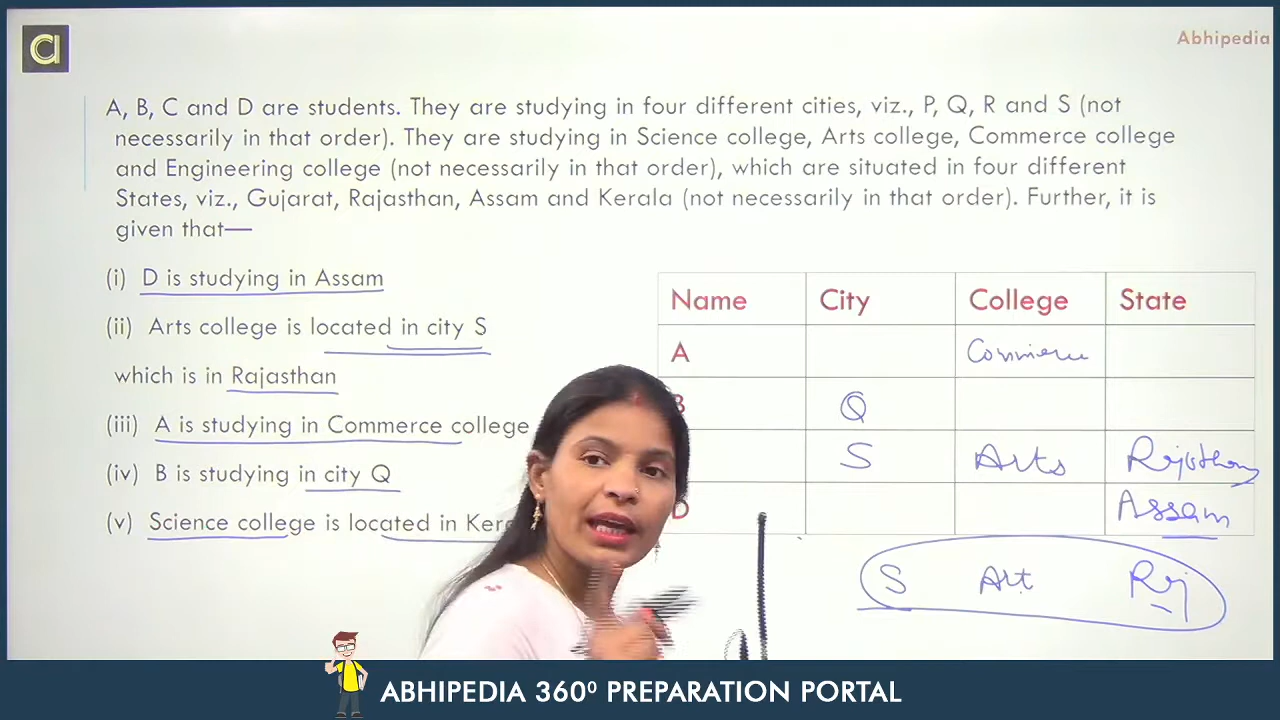 a
Abhipedia
A, B, C and D are students. They are studying in four different cities, viz., P, Q, R and S (not
necessarily in that order). They are studying in Science college, Arts college, Commerce college
and Engineering college (not necessarily in that order), which are situated in four different
States, viz., Gujarat, Rajasthan, Assam and Kerala (not necessarily in that order). Further, it is
given that—
(i) D is studying in Assam
(ii) Arts college is located in city S
which is in Rajasthan
(iii) A is studying in Commerce college
(iv) B is studying in city Q
(v) Science college is located in
Name City College State
A Commerce
B Q
S Arts Rajasthan
D Assam
S Art Raj
ABHIPEDIA 360⁰ PREPARATION PORTAL